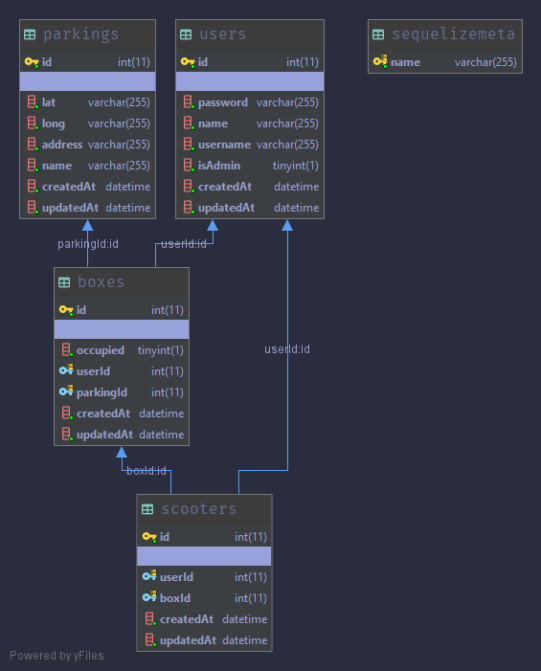 parkings
id int(11)
lat varchar(255)
long varchar(255)
address varchar(255)
name varchar(255)
createdAt datetime
updatedAt datetime
users
id int(11)
password varchar(255)
name varchar(255)
username varchar(255)
isAdmin tinyint(1)
createdAt datetime
updatedAt datetime
sequelizemeta
name varchar(255)
parkingId:id
userId:id
boxes
id int(11)
occupied tinyint(1)
userId int(11)
parkingId int(11)
createdAt datetime
updatedAt datetime
userId:id
boxId:id
scooters
id int(11)
userId int(11)
boxId int(11)
createdAt datetime
updatedAt datetime
Powered by yFiles